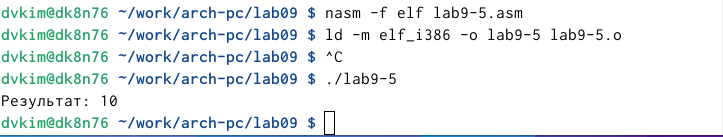 dvkim@dk8n76 ~/work/arch-pc/lab09 $ nasm -f elf lab9-5.asm
dvkim@dk8n76 ~/work/arch-pc/lab09 $ ld -m elf_i386 -o lab9-5 lab9-5.o
dvkim@dk8n76 ~/work/arch-pc/lab09 $ ^C
dvkim@dk8n76 ~/work/arch-pc/lab09 $ ./lab9-5
Результат: 10
dvkim@dk8n76 ~/work/arch-pc/lab09 $